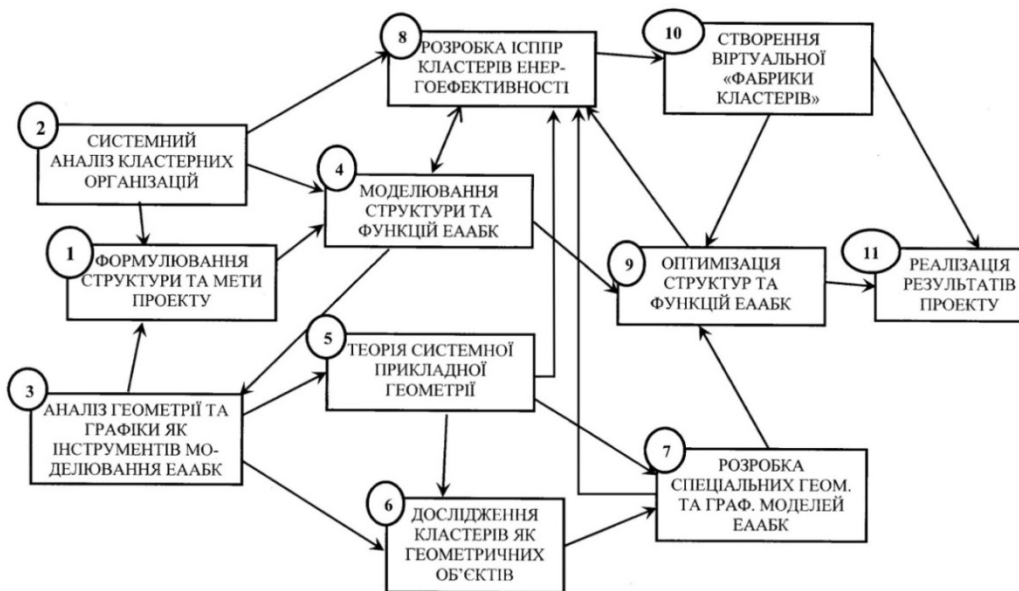 8
РОЗРОБКА ІСППР
КЛАСТЕРІВ ЕНЕР-
ГОЕФЕКТИВНОСТІ
10
СТВОРЕННЯ
ВІРТУАЛЬНОЇ
«ФАБРИКИ
КЛАСТЕРІВ»
2
СИСТЕМНИЙ
АНАЛІЗ КЛАСТЕРНИХ
ОРГАНІЗАЦІЙ
4
МОДЕЛЮВАННЯ
СТРУКТУРИ ТА
ФУНКЦІЙ ЕААБК
1
ФОРМУЛЮВАННЯ
СТРУКТУРИ ТА МЕТИ
ПРОЕКТУ
9
ОПТИМІЗАЦІЯ
СТРУКТУР ТА
ФУНКЦІЙ ЕААБК
11
РЕАЛІЗАЦІЯ
РЕЗУЛЬТАТІВ
ПРОЕКТУ
5
ТЕОРІЯ СИСТЕМНОЇ
ПРИКЛАДНОЇ
ГЕОМЕТРІЇ
3
АНАЛІЗ ГЕОМЕТРІЇ ТА
ГРАФІКИ ЯК
ІНСТРУМЕНТІВ МО-
ДЕЛЮВАННЯ ЕААБК
7
РОЗРОБКА
СПЕЦІАЛЬНИХ ГЕОМ.
ТА ГРАФ. МОДЕЛЕЙ
ЕААБК
6
ДОСЛІДЖЕННЯ
КЛАСТЕРІВ ЯК
ГЕОМЕТРИЧНИХ
ОБ’ЄКТІВ